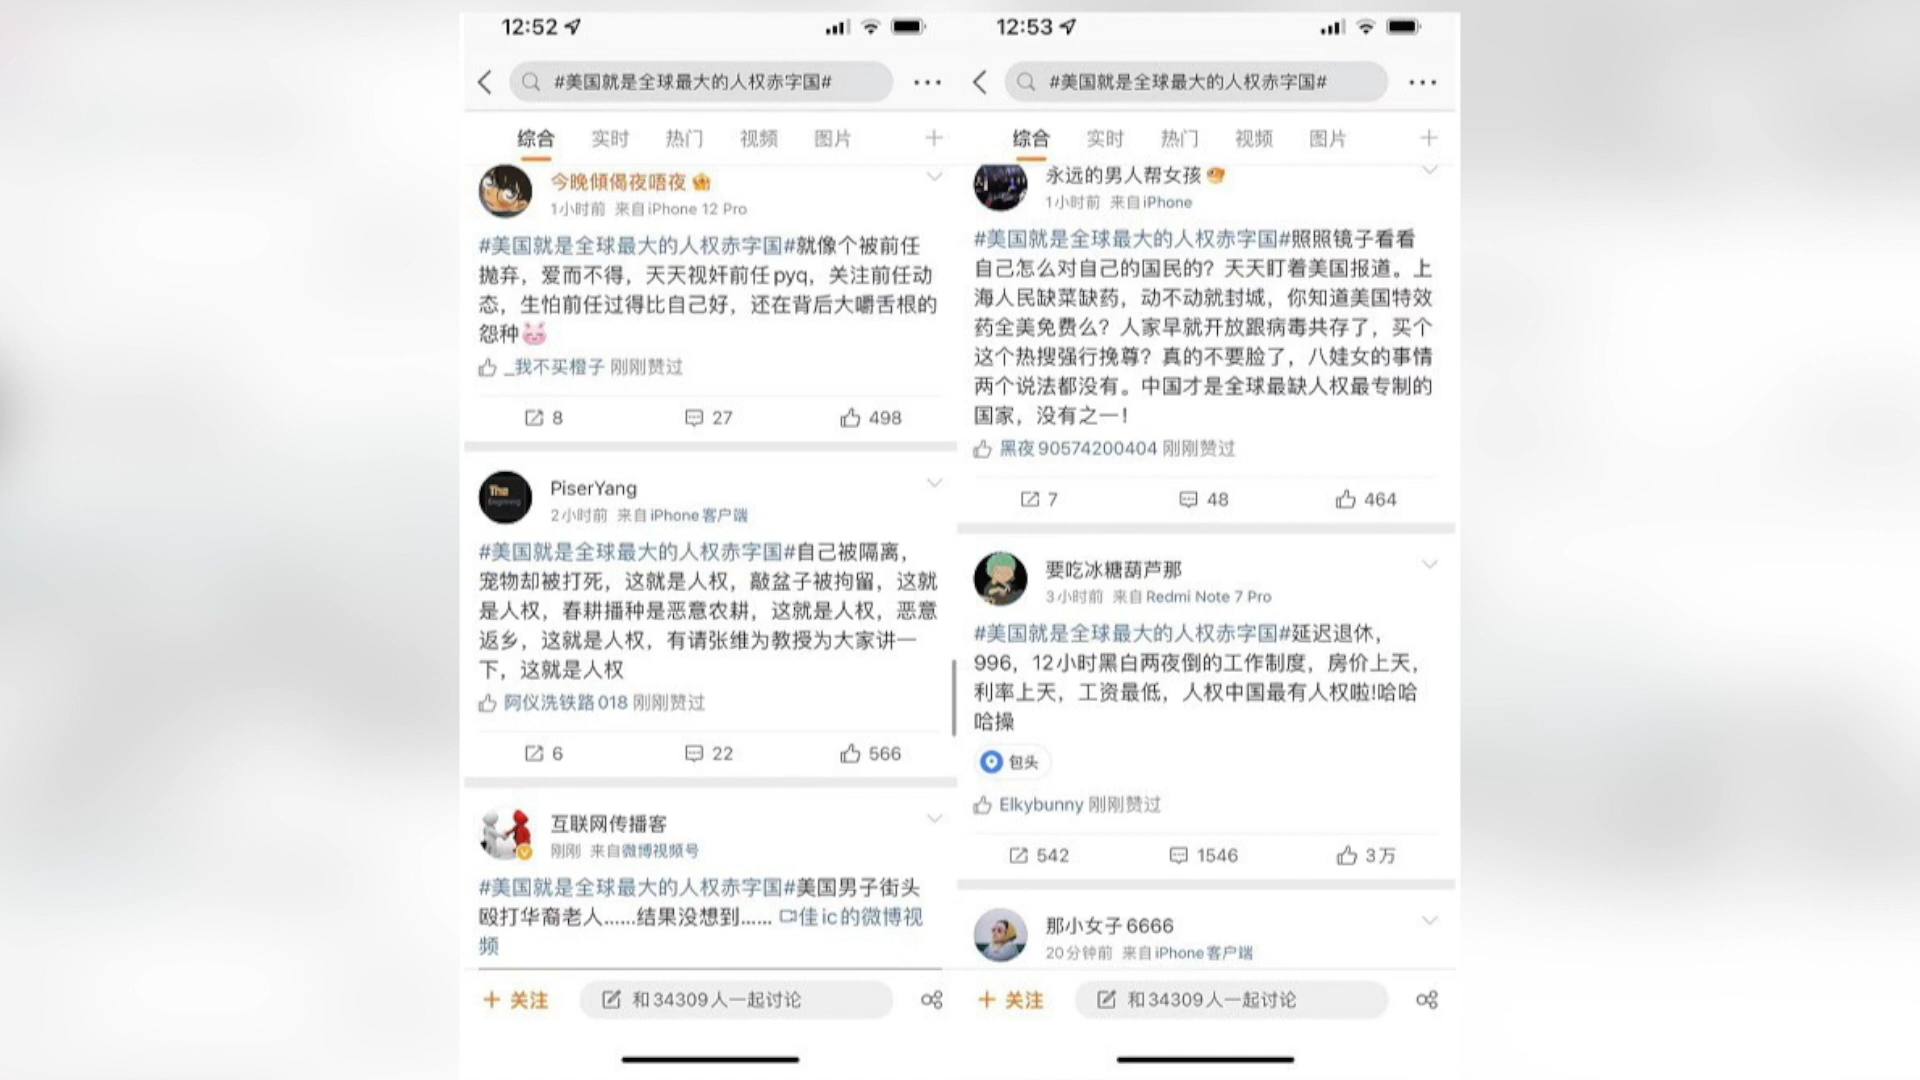 12:52
#美国就是全球最大的人权赤字国#
综合 实时 热门 视频 图片
今晚傾偈夜唔夜
1小时前 来自iPhone 12 Pro
#美国就是全球最大的人权赤字国#就像个被前任
抛弃，爱而不得，天天视奸前任pyq，关注前任动
态，生怕前任过得比自己好，还在背后大嚼舌根的
怨种
_我不买橙子 刚刚赞过
8 27 498
The
Beginning
PiserYang
2小时前 来自iPhone客户端
#美国就是全球最大的人权赤字国#自己被隔离，
宠物却被打死，这就是人权，敲盆子被拘留，这就
是人权，春耕播种是恶意农耕，这就是人权，恶意
返乡，这就是人权，有请张维为教授为大家讲一
下，这就是人权
阿仪洗铁路018 刚刚赞过
6 22 566
互联网传播客
刚刚 来自微博视频号
#美国就是全球最大的人权赤字国#美国男子街头
殴打华裔老人......结果没想到...... 佳ic的微博视
频
+ 关注 和34309人一起讨论
12:53
#美国就是全球最大的人权赤字国#
综合 实时 热门 视频 图片
永远的男人帮女孩
1小时前 来自iPhone
#美国就是全球最大的人权赤字国#照照镜子看看
自己怎么对自己的国民的？天天盯着美国报道。上
海人民缺菜缺药，动不动就封城，你知道美国特效
药全美免费么？人家早就开放跟病毒共存了，买个
这个热搜强行挽尊？真的不要脸了，八娃女的事情
两个说法都没有。中国才是全球最缺人权最专制的
国家，没有之一！
黑夜90574200404 刚刚赞过
7 48 464
要吃冰糖葫芦那
3小时前 来自Redmi Note 7 Pro
#美国就是全球最大的人权赤字国#延迟退休，
996，12小时黑白两夜倒的工作制度，房价上天，
利率上天，工资最低，人权中国最有人权啦!哈哈
哈操
包头
Elkybunny 刚刚赞过
542 1546 3万
那小女子6666
20分钟前 来自iPhone客户端
+ 关注 和34309人一起讨论